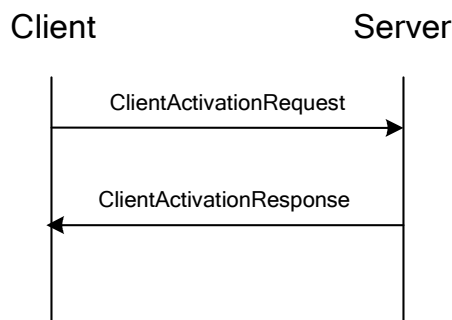 Client
Server
ClientActivationRequest
ClientActivationResponse